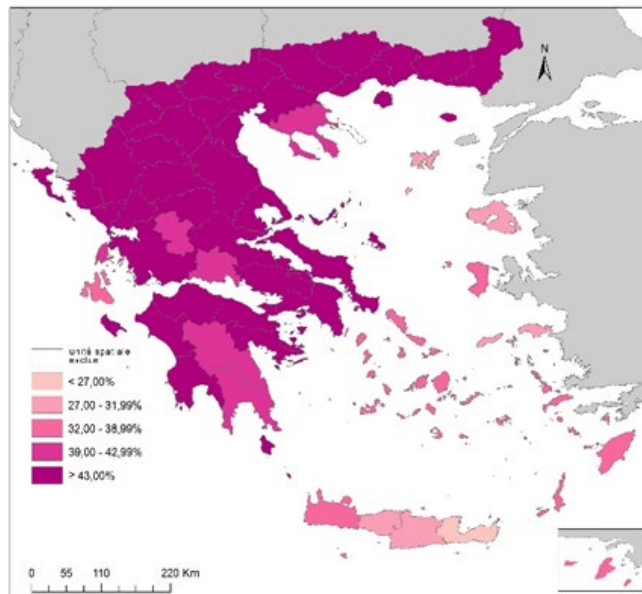 N
unité spatiale
exclue
< 27,00%
27,00 - 31,99%
32,00 - 38,99%
39,00 - 42,99%
> 43,00%
0 55 110 220 Km